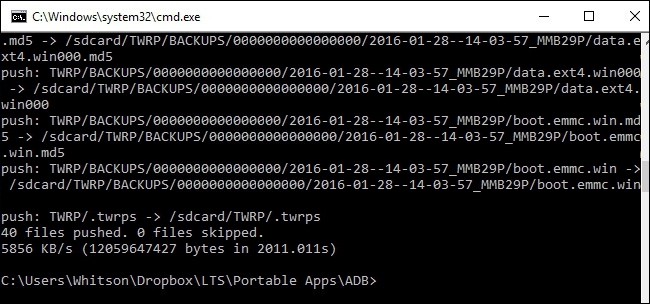 C:\Windows\system32\cmd.exe
.md5 -> /sdcard/TWRP/BACKUPS/0000000000000000/2016-01-28--14-03-57_MMB29P/data.e
xt4.win000.md5
push: TWRP/BACKUPS/0000000000000000/2016-01-28--14-03-57_MMB29P/data.ext4.win000
 -> /sdcard/TWRP/BACKUPS/0000000000000000/2016-01-28--14-03-57_MMB29P/data.ext4.
win000
push: TWRP/BACKUPS/0000000000000000/2016-01-28--14-03-57_MMB29P/boot.emmc.win.md
5 -> /sdcard/TWRP/BACKUPS/0000000000000000/2016-01-28--14-03-57_MMB29P/boot.emmc
.win.md5
push: TWRP/BACKUPS/0000000000000000/2016-01-28--14-03-57_MMB29P/boot.emmc.win ->
 /sdcard/TWRP/BACKUPS/0000000000000000/2016-01-28--14-03-57_MMB29P/boot.emmc.win
push: TWRP/.twrps -> /sdcard/TWRP/.twrps
40 files pushed. 0 files skipped.
5856 KB/s (12059647427 bytes in 2011.011s)
C:\Users\Whitson\Dropbox\LTS\Portable Apps\ADB>